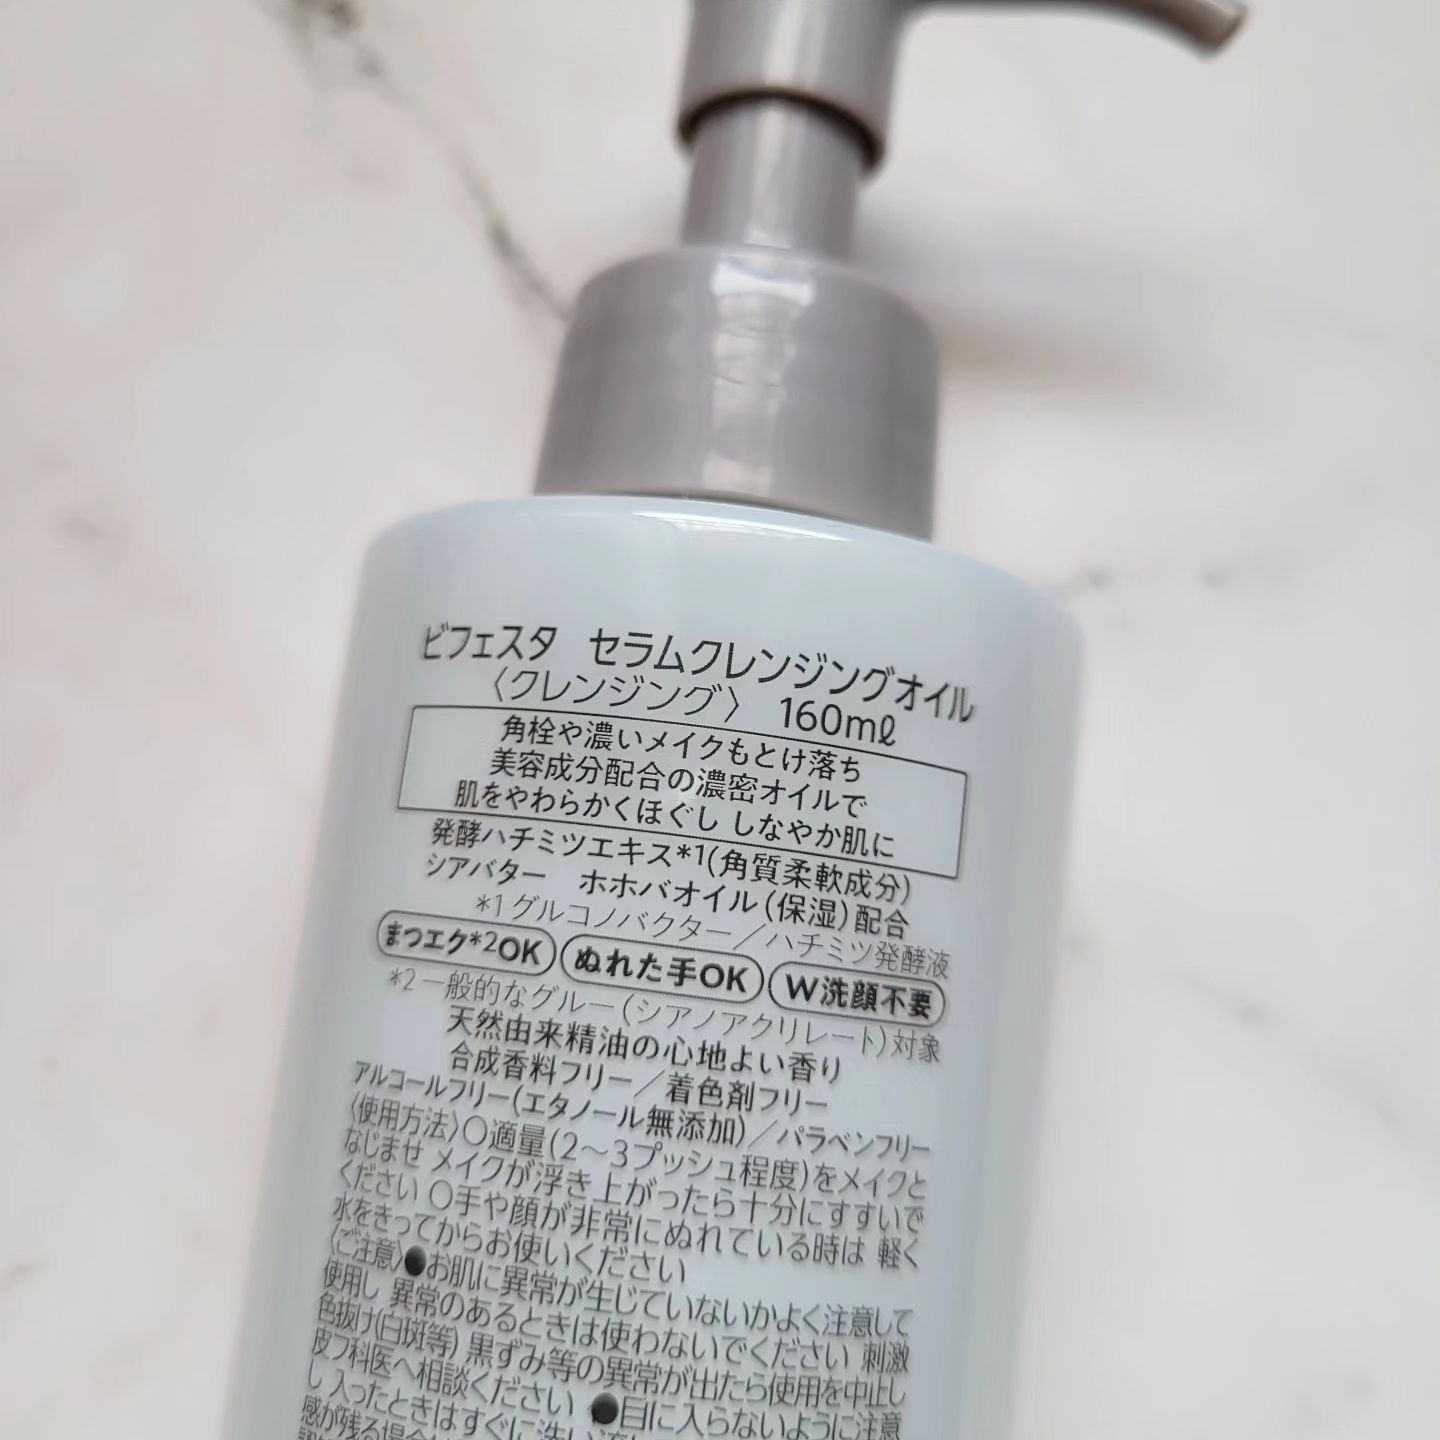 ビフェスタ　セラムクレンジングオイル
〈クレンジング〉　160mℓ
角栓や濃いメイクもとけ落ち
美容成分配合の濃密オイルで
肌をやわらかくほぐし しなやか肌に
発酵ハチミツエキス*1(角質柔軟成分)
シアバター　ホホバオイル(保湿)配合
*1グルコノバクター／ハチミツ発酵液
まつエク*2OK ぬれた手OK W洗顔不要
*2一般的なグルー(シアノアクリレート)対象
天然由来精油の心地よい香り
合成香料フリー／着色剤フリー
アルコールフリー(エタノール無添加)／パラベンフリー
〈使用方法〉〇適量(2～3プッシュ程度)をメイクと
なじませ メイクが浮き上がったら十分にすすいで
ください 〇手や顔が非常にぬれている時は 軽く
水をきってからお使いください
〈ご注意〉●お肌に異常が生じていないかよく注意して
使用し 異常のあるときは使わないでください 刺激
色抜け(白斑等) 黒ずみ等の異常が出たら使用を中止し
皮フ科医へ相談ください ●目に入らないように注意
し 入ったときはすぐに洗い流し
感が残る場合は